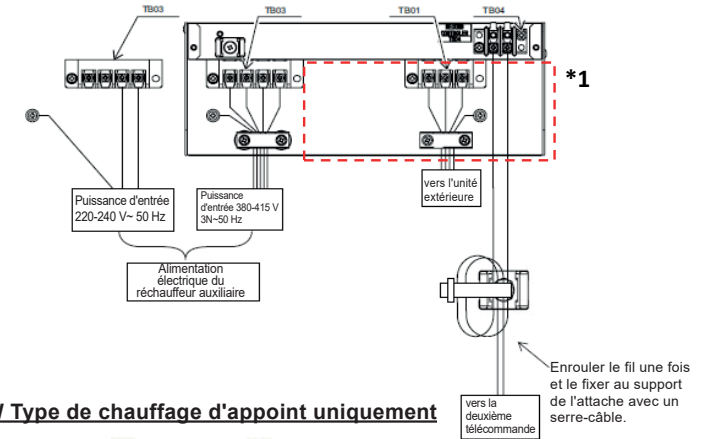 TB03
TB03
TB01
TB04
*1
Puissance d'entrée
220-240 V~ 50 Hz
Puissance
d'entrée 380-415 V
3N~50 Hz
vers l'unité
extérieure
Alimentation
électrique du
réchauffeur auxiliaire
Enrouler le fil une fois
et le fixer au support
de l'attache avec un
serre-câble.
Type de chauffage d'appoint uniquement
vers la
deuxième
télécommande